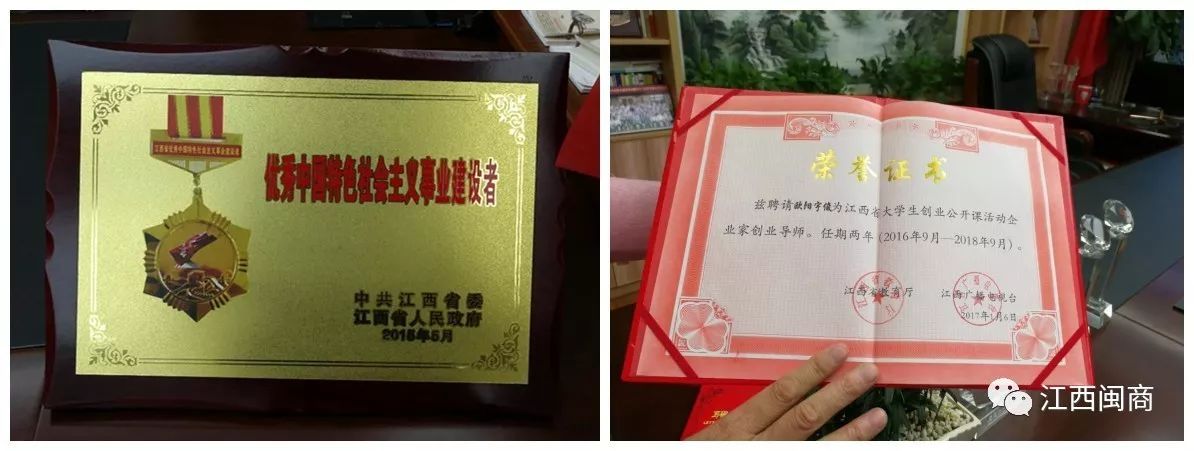 江西省优秀中国特色社会主义事业建设者
优秀中国特色社会主义事业建设者
中共江西省委
江西省人民政府
2015年5月
荣誉证书
兹聘请欧阳宇俊为江西省大学生创业公开课活动企
业家创业导师。任期两年(2016年9月—2018年9月)。
江西省教育厅 江西广播电视台
2017年1月6日
江西闽商